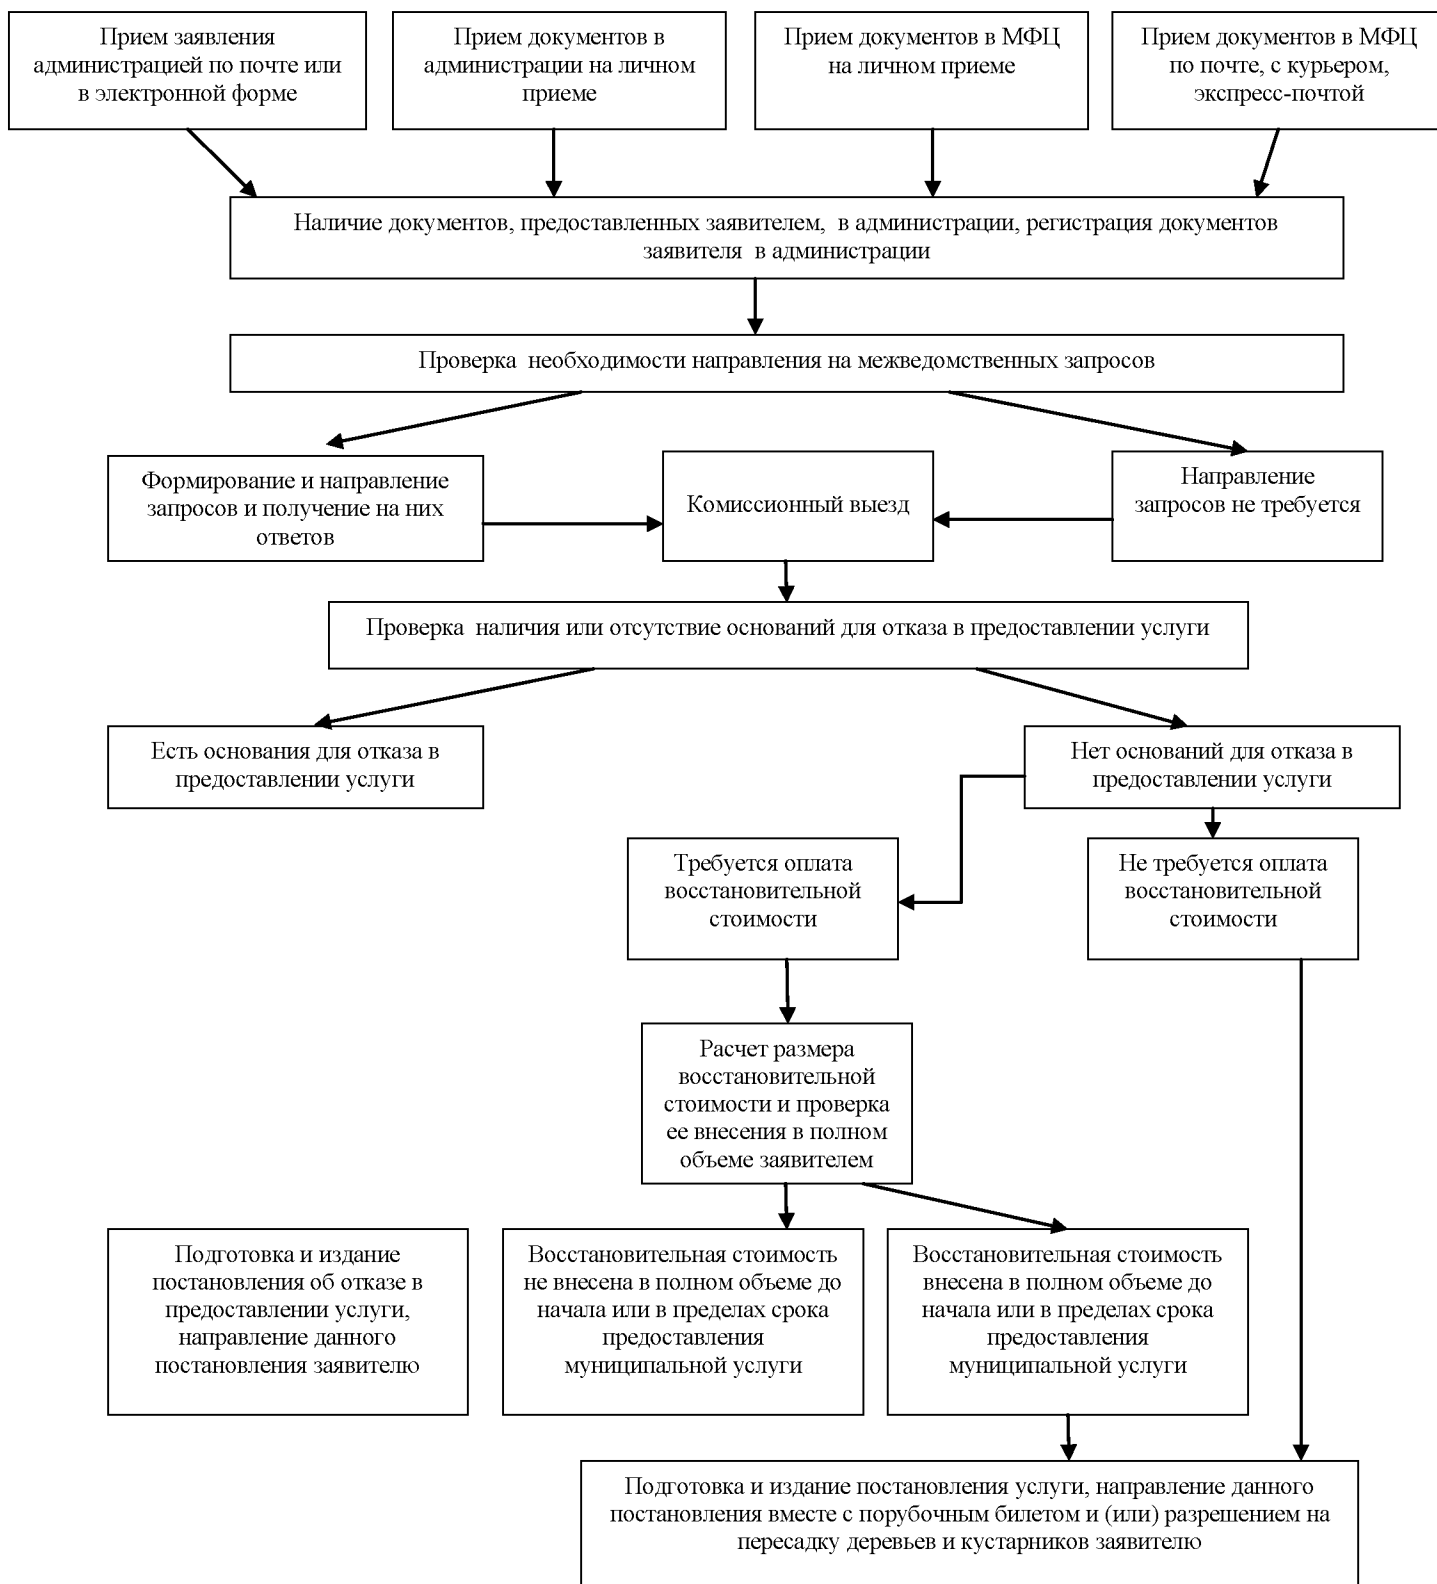 Прием заявления
администрацией по почте или
в электронной форме
Прием документов в
администрации на личном
приеме
Прием документов в МФЦ
на личном приеме
Прием документов в МФЦ
по почте, с курьером,
экспресс-почтой
Наличие документов, предоставленных заявителем, в администрации, регистрация документов
заявителя в администрации
Проверка необходимости направления на межведомственных запросов
Формирование и направление
запросов и получение на них
ответов
Комиссионный выезд
Направление
запросов не требуется
Проверка наличия или отсутствие оснований для отказа в предоставлении услуги
Есть основания для отказа в
предоставлении услуги
Нет оснований для отказа в
предоставлении услуги
Требуется оплата
восстановительной
стоимости
Не требуется оплата
восстановительной
стоимости
Расчет размера
восстановительной
стоимости и проверка
ее внесения в полном
объеме заявителем
Подготовка и издание
постановления об отказе в
предоставлении услуги,
направление данного
постановления заявителю
Восстановительная стоимость
не внесена в полном объеме до
начала или в пределах срока
предоставления
муниципальной услуги
Восстановительная стоимость
внесена в полном объеме до
начала или в пределах срока
предоставления
муниципальной услуги
Подготовка и издание постановления услуги, направление данного
постановления вместе с порубочным билетом и (или) разрешением на
пересадку деревьев и кустарников заявителю